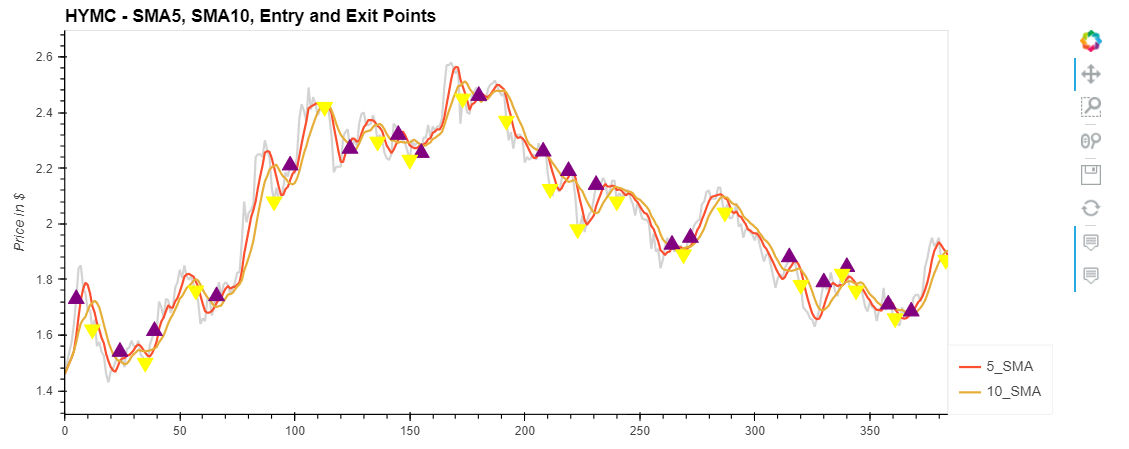 HYMC - SMA5, SMA10, Entry and Exit Points
Price in $
2.6
2.4
2.2
2
1.8
1.6
1.4
0 50 100 150 200 250 300 350
5_SMA
10_SMA